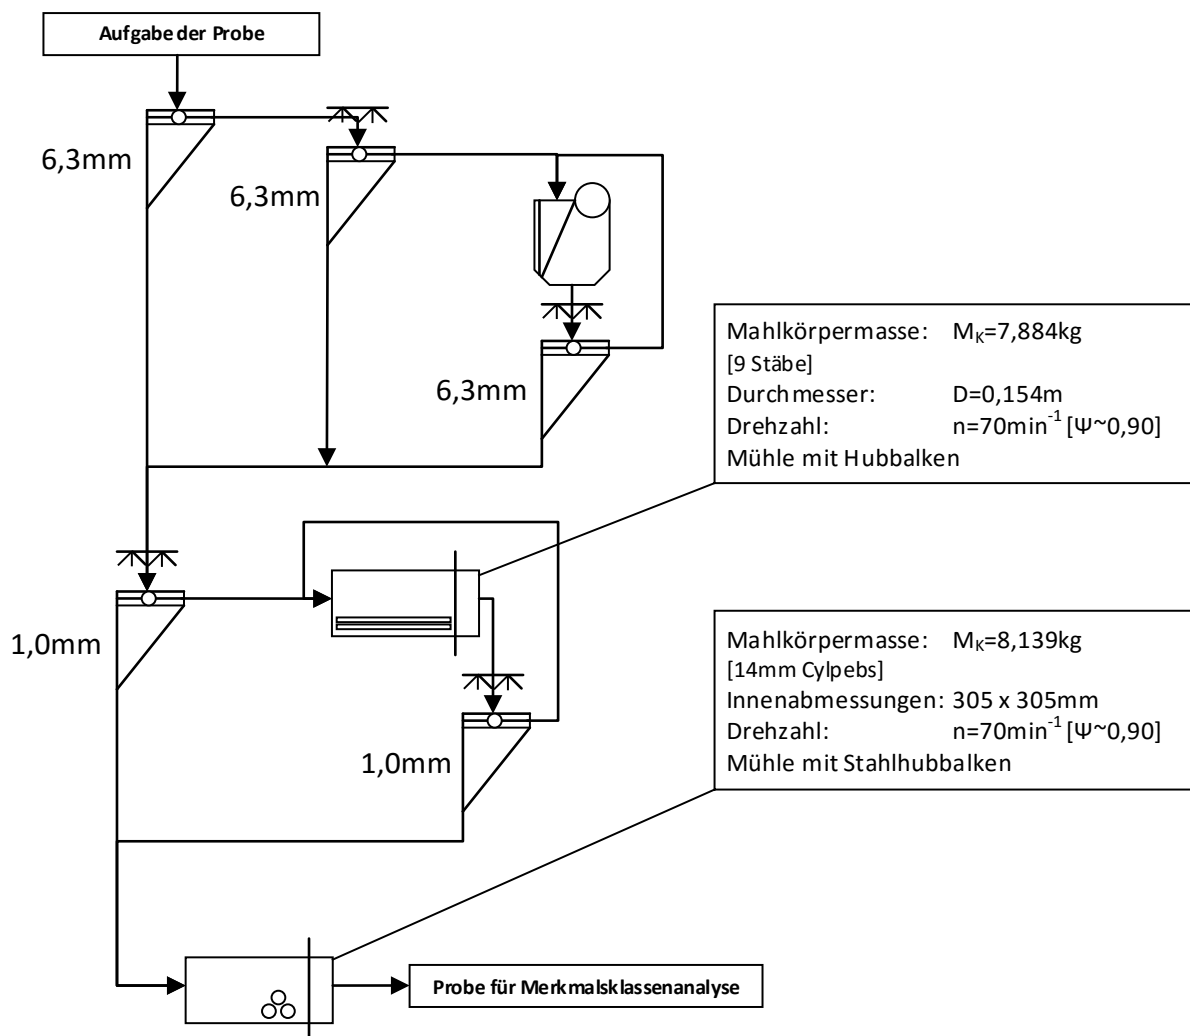 Aufgabe der Probe
6,3mm
6,3mm
6,3mm
Mahlkörpermasse: M_K=7,884kg
[9 Stäbe]
Durchmesser: D=0,154m
Drehzahl: n=70min⁻¹ [Ψ~0,90]
Mühle mit Hubbalken
1,0mm
1,0mm
Mahlkörpermasse: M_K=8,139kg
[14mm Cylpebs]
Innenabmessungen: 305 x 305mm
Drehzahl: n=70min⁻¹ [Ψ~0,90]
Mühle mit Stahlhubbalken
Probe für Merkmalsklassenanalyse